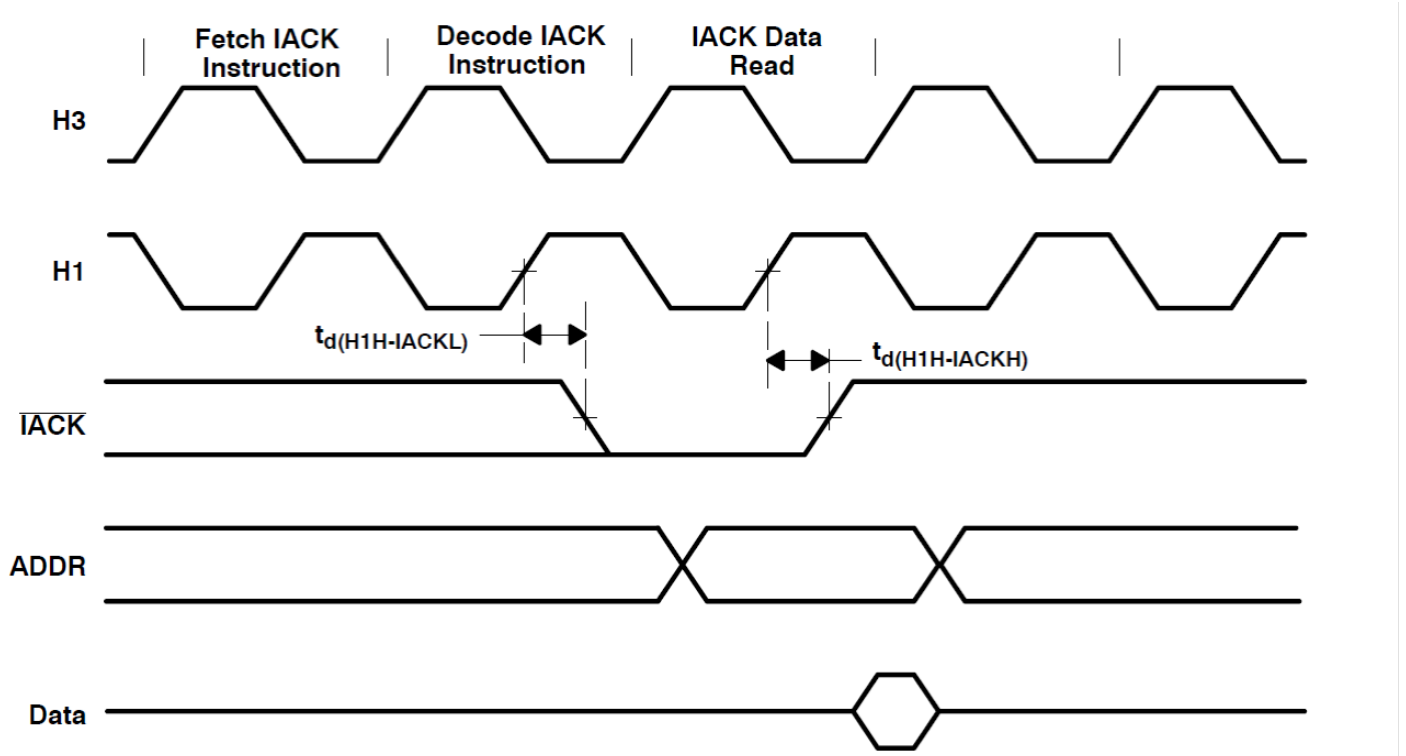 Fetch IACK
Instruction
Decode IACK
Instruction
IACK Data
Read
H3
H1
td(H1H-IACKL)
td(H1H-IACKH)
IACK
ADDR
Data